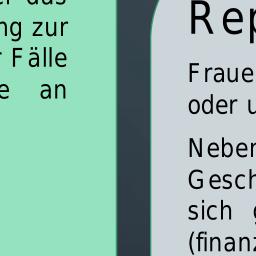 das
ng zur
Fälle
e an
Rep
Fraue
oder u
Neben
Gesch
sich g
(finanz